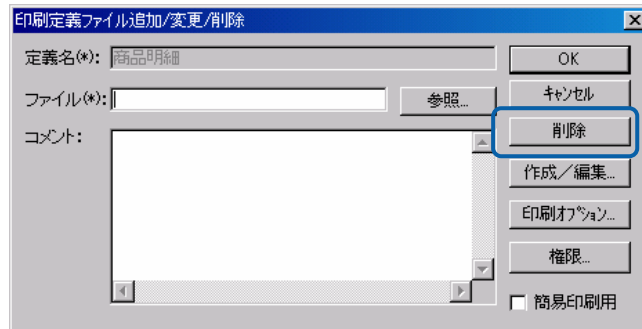 印刷定義ファイル追加/変更/削除
定義名(*): 商品明細
OK
ファイル(*):
参照...
キャンセル
コメント:
削除
作成／編集...
印刷オプション...
権限...
簡易印刷用